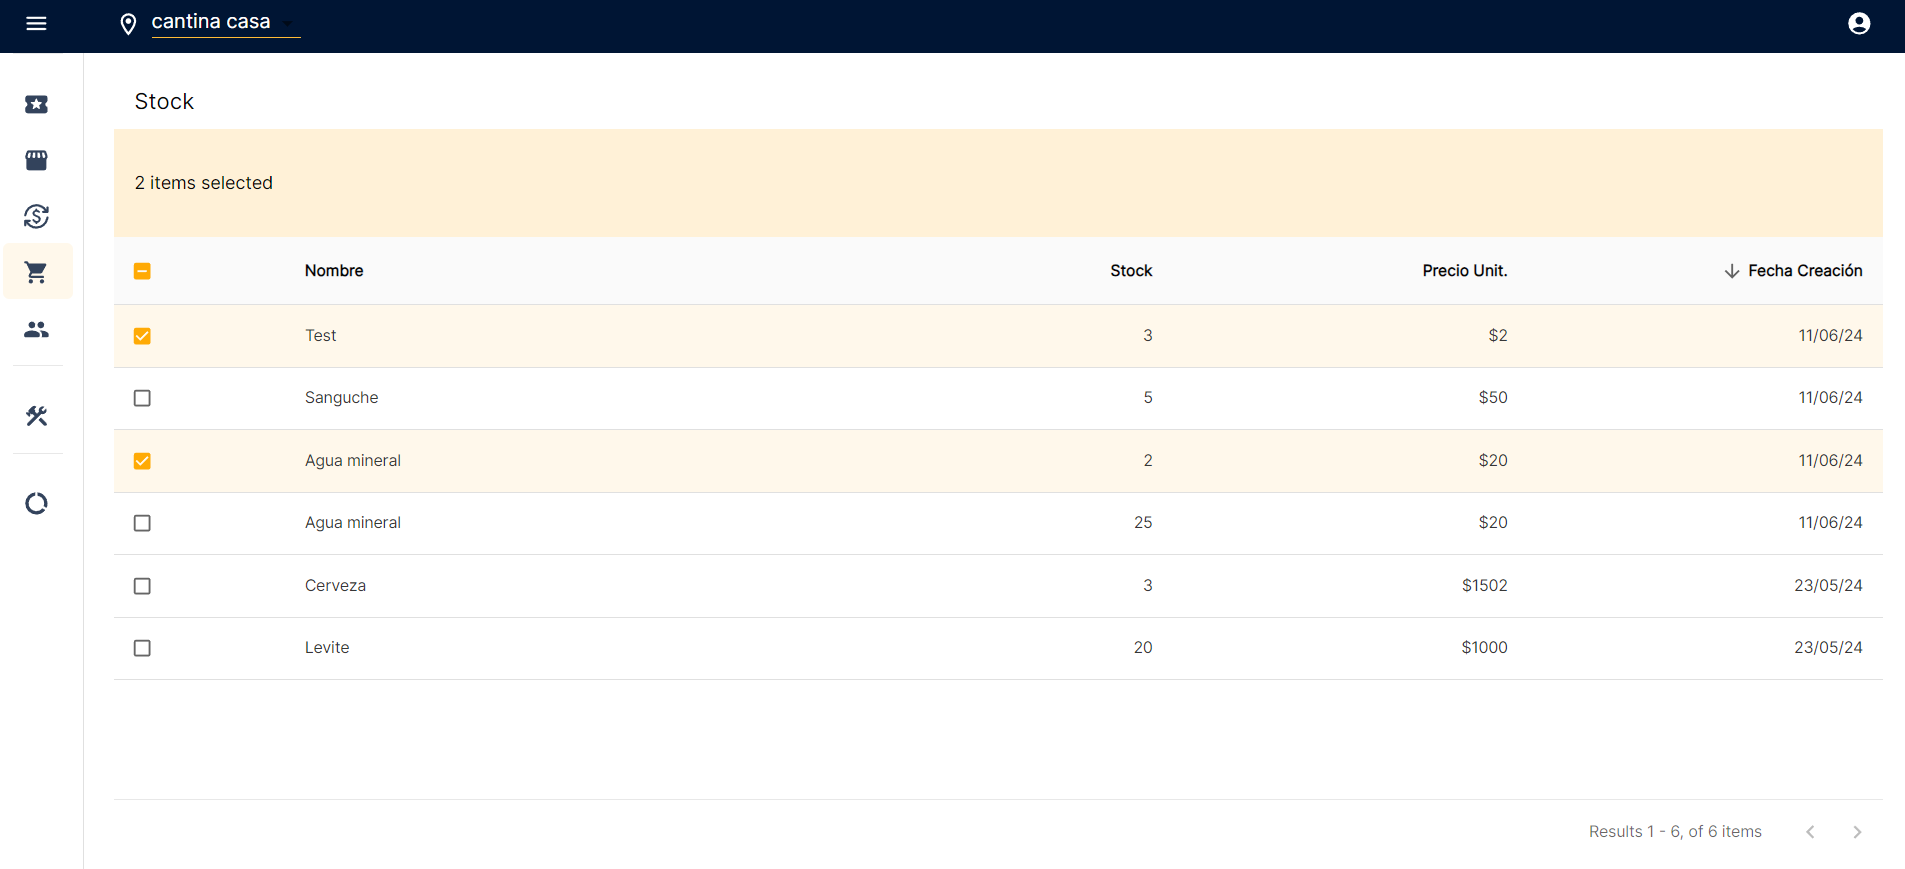 cantina casa
Stock
2 items selected
Nombre Stock Precio Unit. Fecha Creación
Test 3 $2 11/06/24
Sanguche 5 $50 11/06/24
Agua mineral 2 $20 11/06/24
Agua mineral 25 $20 11/06/24
Cerveza 3 $1502 23/05/24
Levite 20 $1000 23/05/24
Results 1 - 6, of 6 items